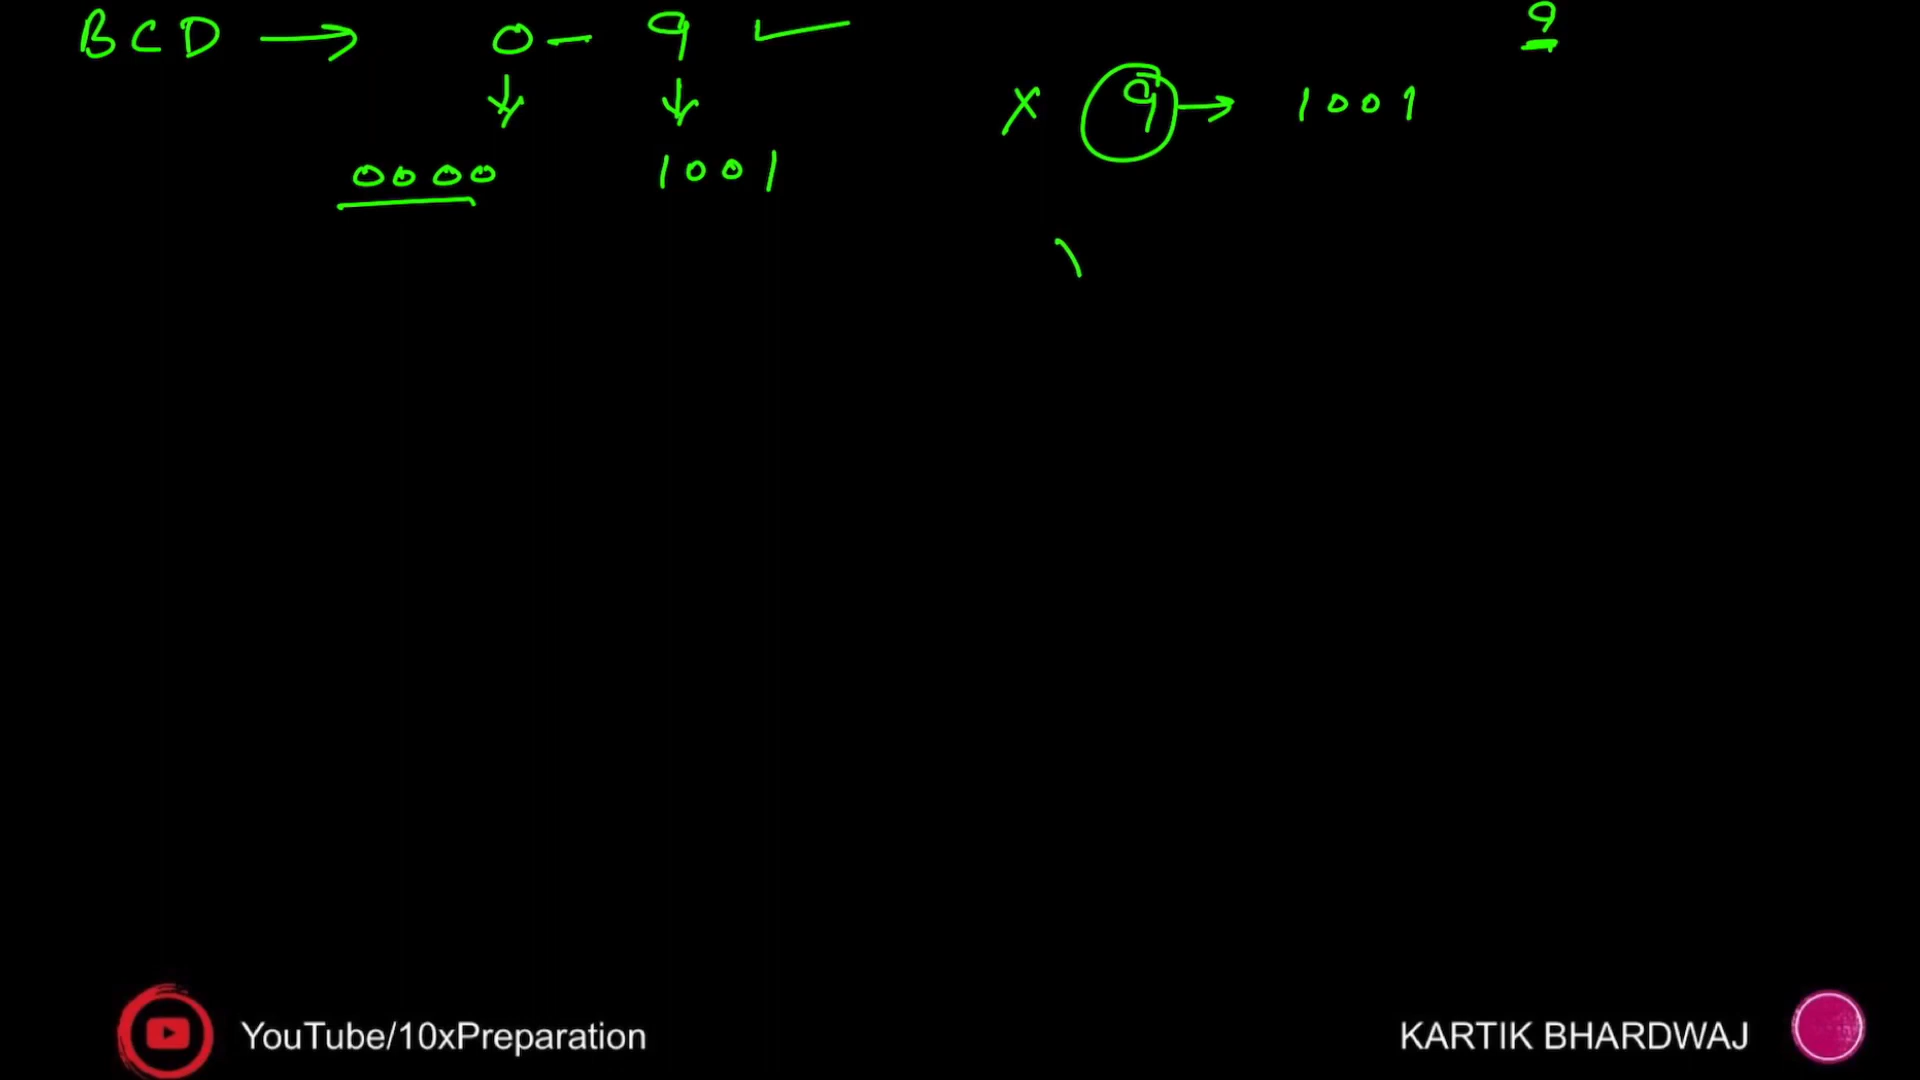 BCD → 0 - 9 ✓
9
x 9 → 1001
0000 1001
YouTube/10xPreparation
KARTIK BHARDWAJ